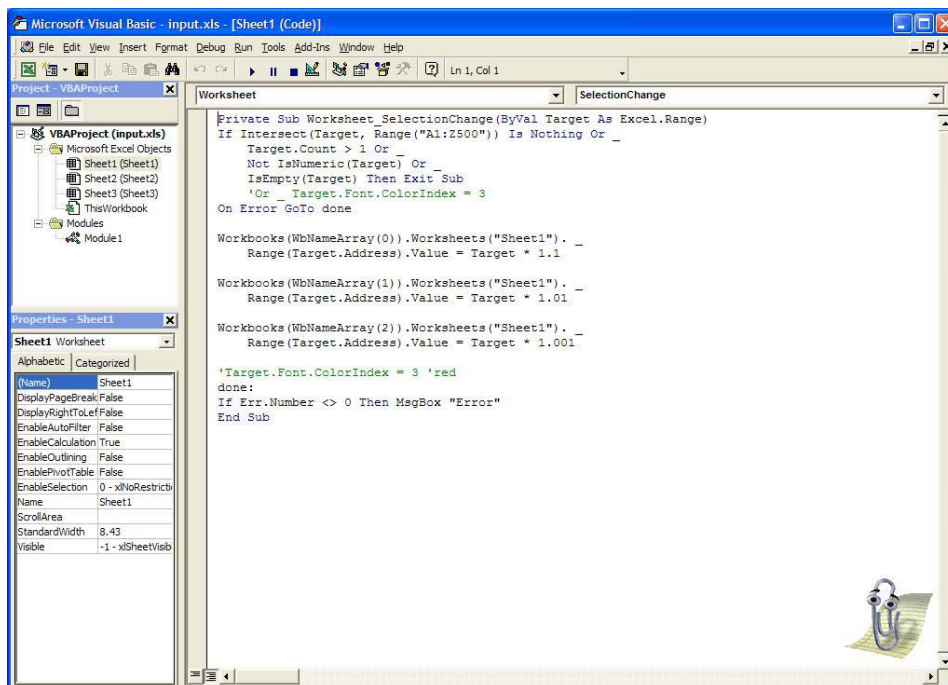 Microsoft Visual Basic - input.xls - [Sheet1 (Code)]
File Edit View Insert Format Debug Run Tools Add-Ins Window Help
Ln 1, Col 1
Project - VBAProject
VBAProject (input.xls)
Microsoft Excel Objects
Sheet1 (Sheet1)
Sheet2 (Sheet2)
Sheet3 (Sheet3)
ThisWorkbook
Modules
Module1
Properties - Sheet1
Sheet1 Worksheet
Alphabetic Categorized
(Name) Sheet1
DisplayPageBreak False
DisplayRightToLef False
EnableAutoFilter False
EnableCalculation True
EnableOutlining False
EnablePivotTable False
EnableSelection 0 - xlNoRestricti
Name Sheet1
ScrollArea
StandardWidth 8.43
Visible -1 - xlSheetVisib
Worksheet SelectionChange
Private Sub Worksheet_SelectionChange(ByVal Target As Excel.Range)
If Intersect(Target, Range("A1:Z500")) Is Nothing Or _
Target.Count > 1 Or _
Not IsNumeric(Target) Or _
IsEmpty(Target) Then Exit Sub
'Or _ Target.Font.ColorIndex = 3
On Error GoTo done
Workbooks(WbNameArray(0)).Worksheets("Sheet1"). _
Range(Target.Address).Value = Target * 1.1
Workbooks(WbNameArray(1)).Worksheets("Sheet1"). _
Range(Target.Address).Value = Target * 1.01
Workbooks(WbNameArray(2)).Worksheets("Sheet1"). _
Range(Target.Address).Value = Target * 1.001
'Target.Font.ColorIndex = 3 'red
done:
If Err.Number <> 0 Then MsgBox "Error"
End Sub